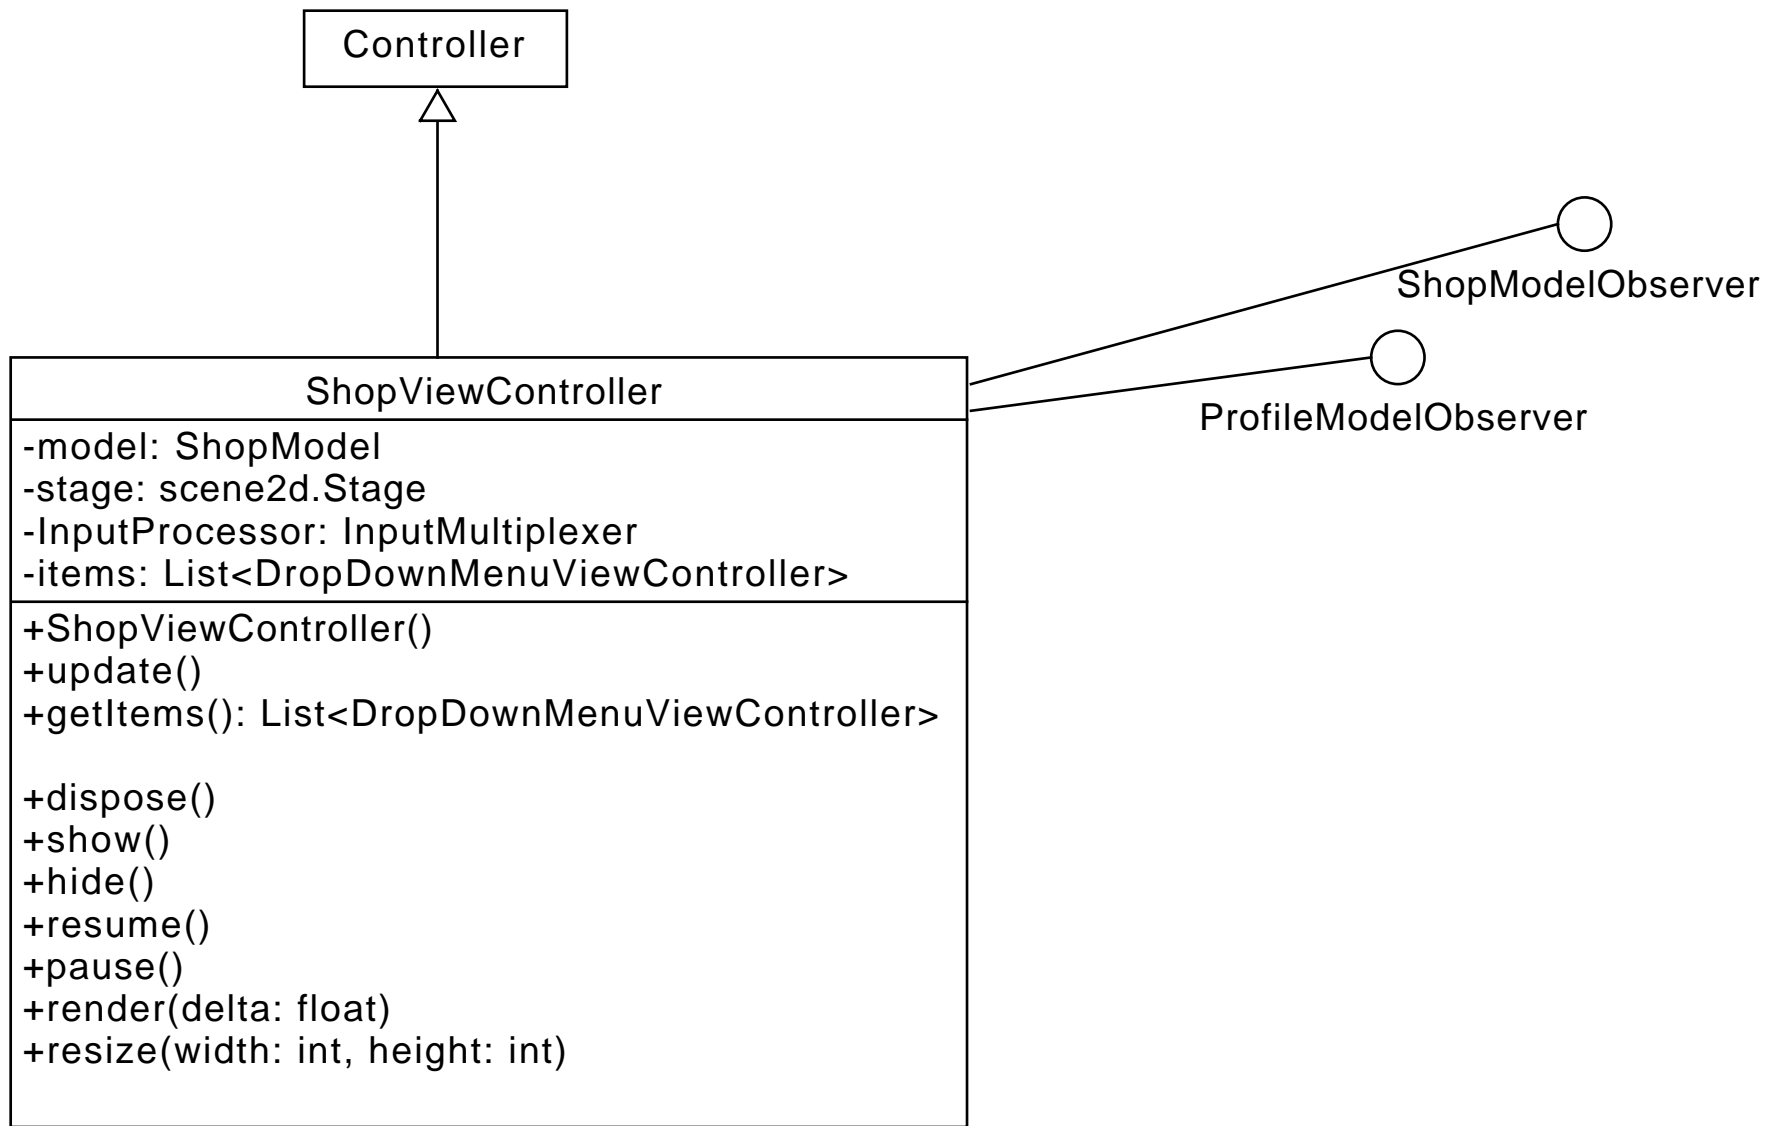 Controller
ShopModelObserver
ProfileModelObserver
ShopViewController
-model: ShopModel
-stage: scene2d.Stage
-InputProcessor: InputMultiplexer
-items: List<DropDownMenuViewController>
+ShopViewController()
+update()
+getItems(): List<DropDownMenuViewController>
+dispose()
+show()
+hide()
+resume()
+pause()
+render(delta: float)
+resize(width: int, height: int)